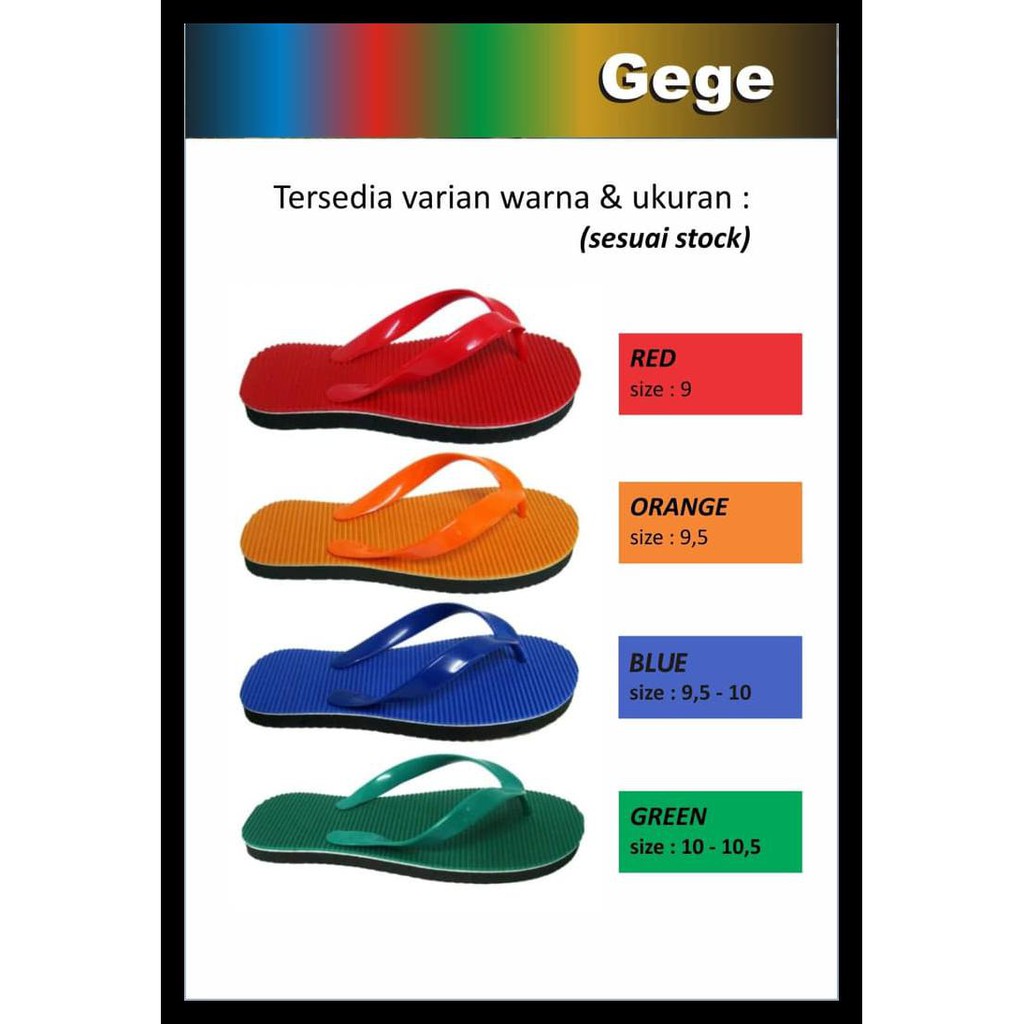 Gege
Tersedia varian warna & ukuran :
(sesuai stock)
RED
size : 9
ORANGE
size : 9,5
BLUE
size : 9,5 - 10
GREEN
size : 10 - 10,5